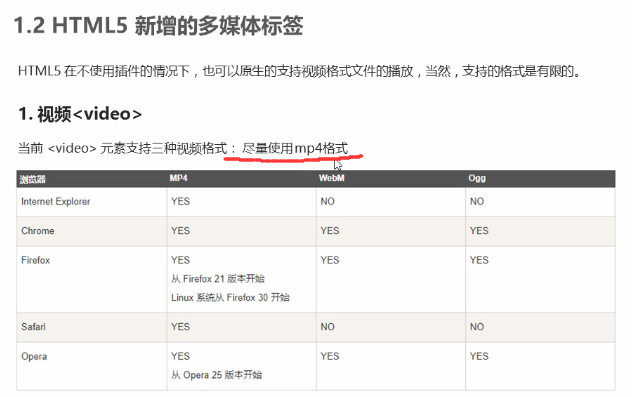 1.2 HTML5 新增的多媒体标签
HTML5 在不使用插件的情况下，也可以原生的支持视频格式文件的播放，当然，支持的格式是有限的。
1. 视频<video>
当前 <video> 元素支持三种视频格式： 尽量使用mp4格式
浏览器 MP4 WebM Ogg
Internet Explorer YES NO NO
Chrome YES YES YES
Firefox YES YES YES
从 Firefox 21 版本开始
Linux 系统从 Firefox 30 开始
Safari YES NO NO
Opera YES YES YES
从 Opera 25 版本开始